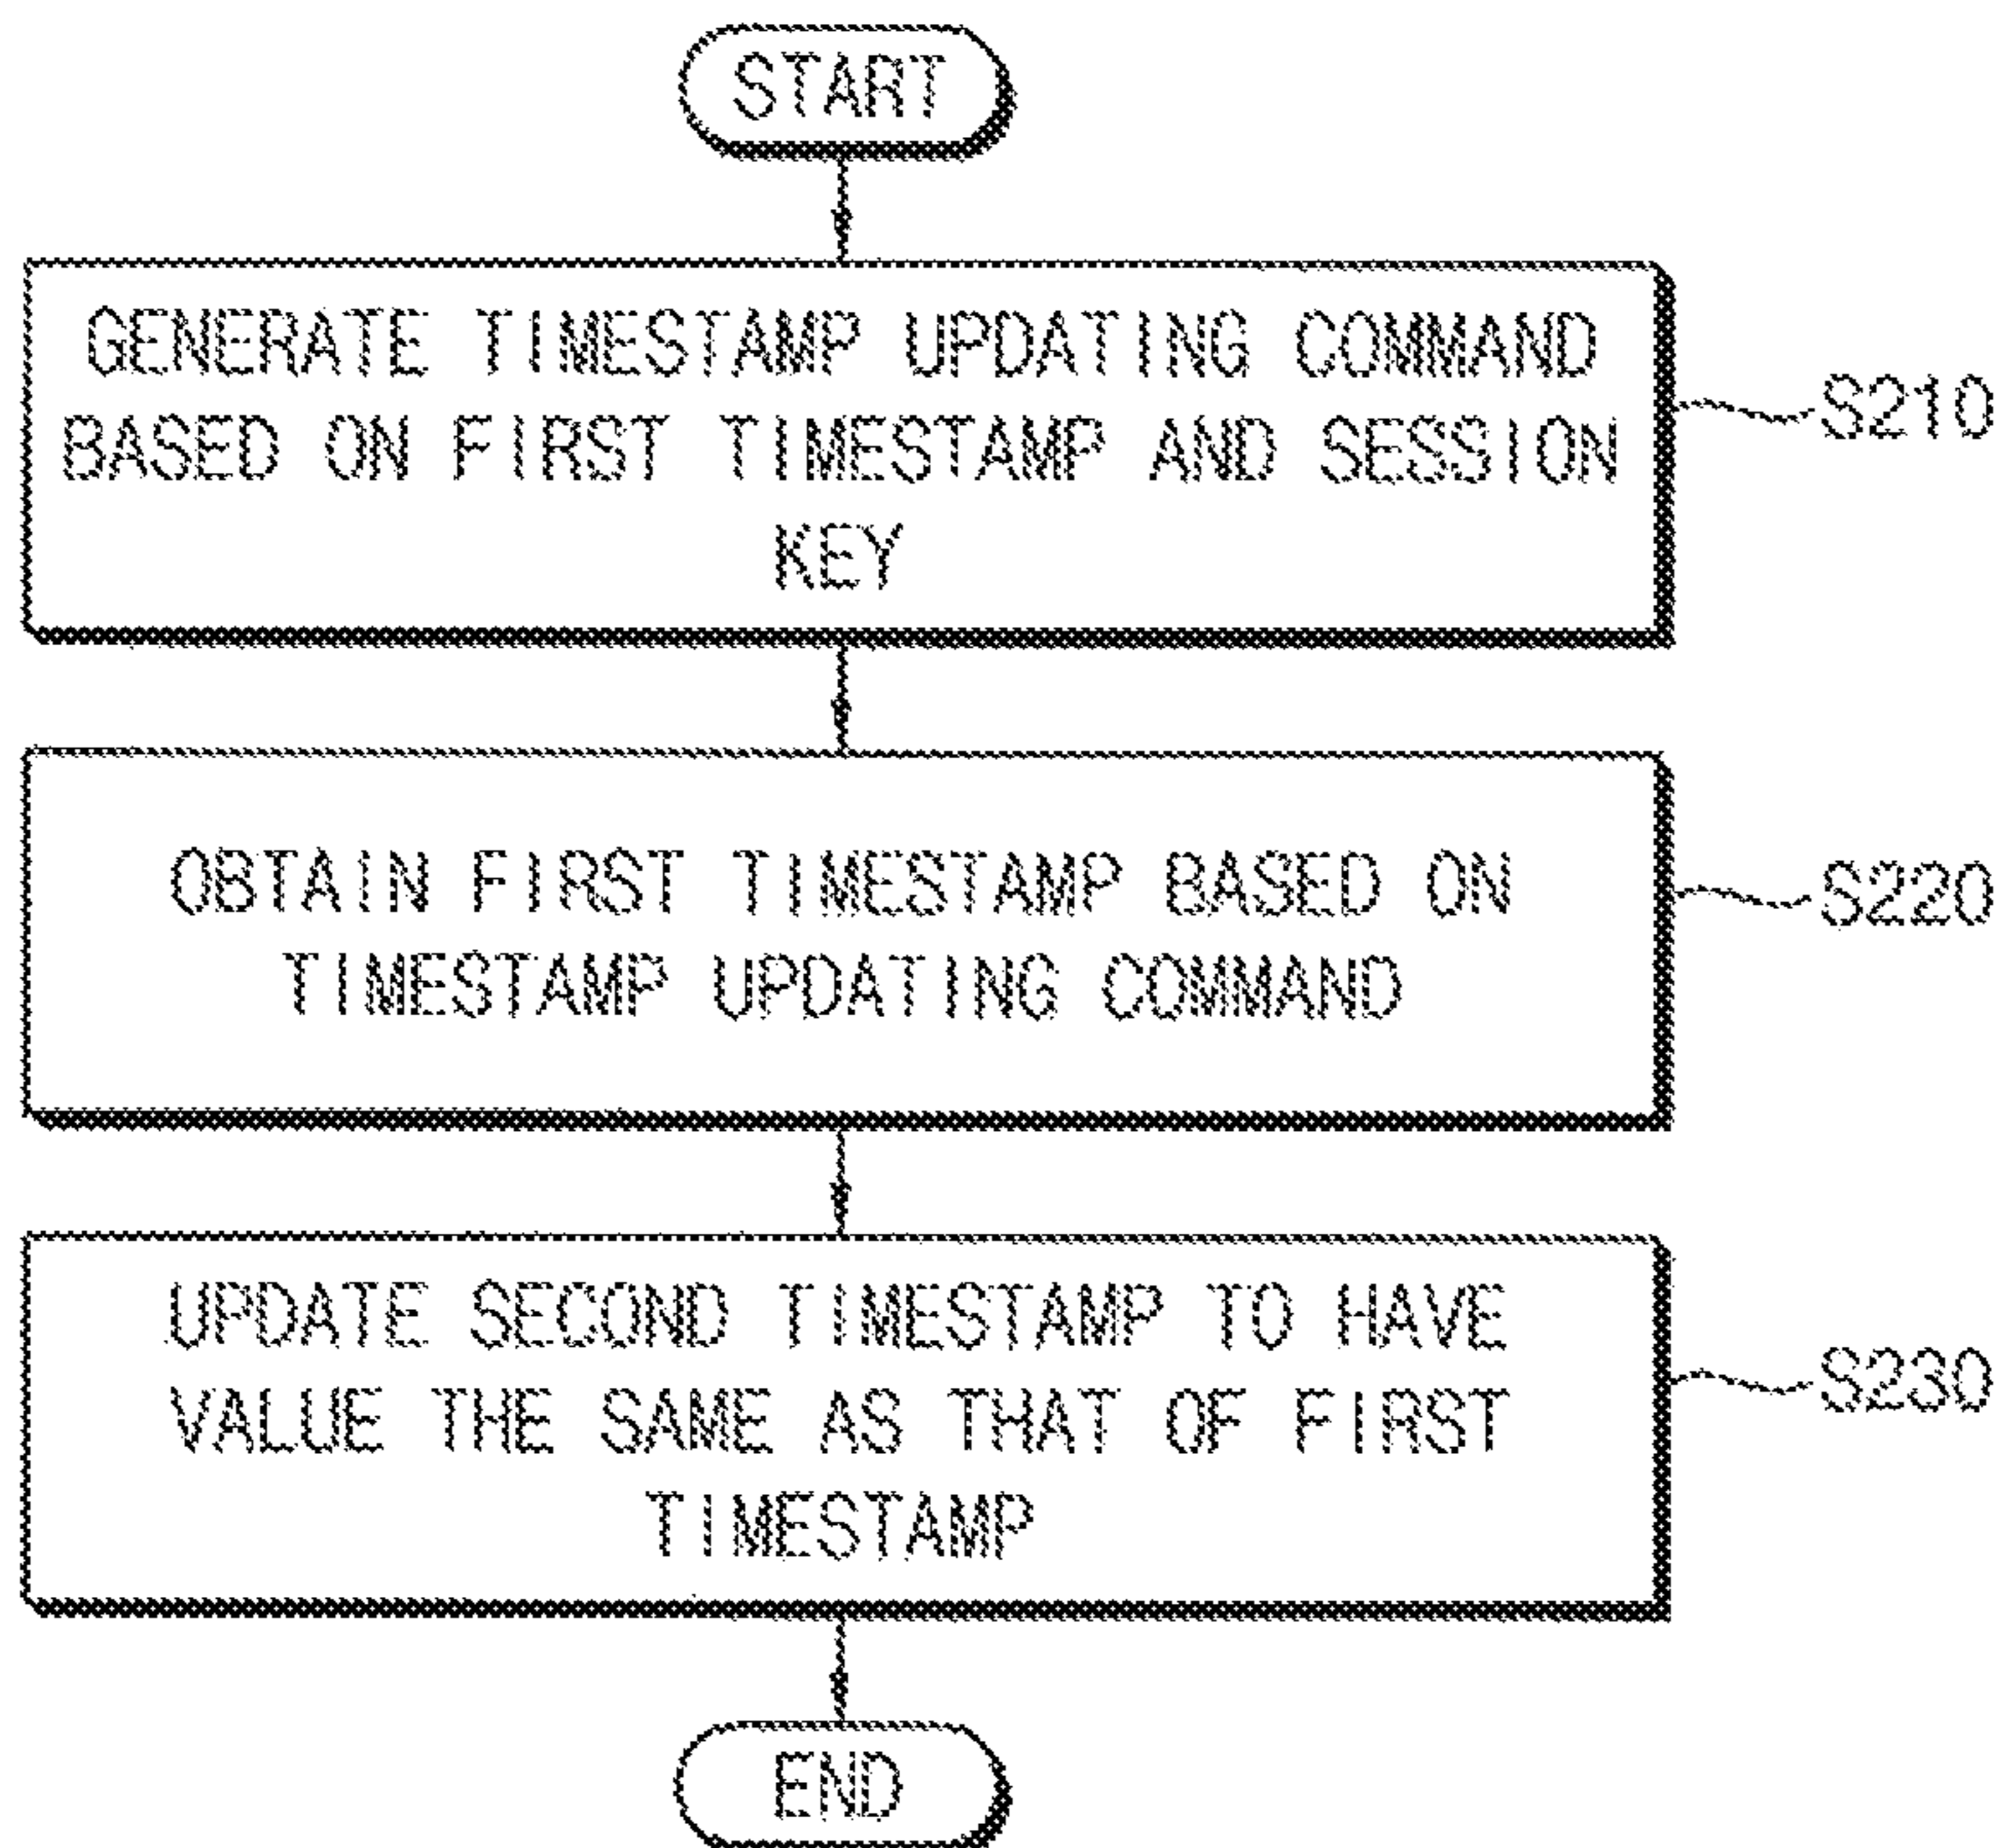 START
GENERATE TIMESTAMP UPDATING COMMAND
BASED ON FIRST TIMESTAMP AND SESSION
KEY
S210
OBTAIN FIRST TIMESTAMP BASED ON
TIMESTAMP UPDATING COMMAND
S220
UPDATE SECOND TIMESTAMP TO HAVE
VALUE THE SAME AS THAT OF FIRST
TIMESTAMP
S230
END